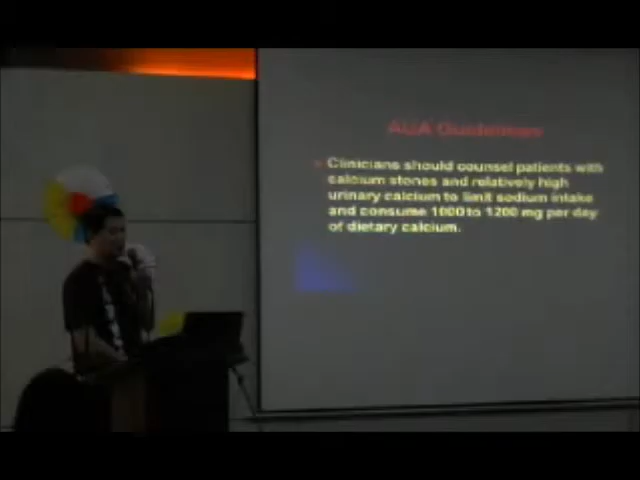 AUA Guidelines
Clinicians should counsel patients with
calcium stones and relatively high
urinary calcium to limit sodium intake
and consume 1000 to 1200 mg per day
of dietary calcium.